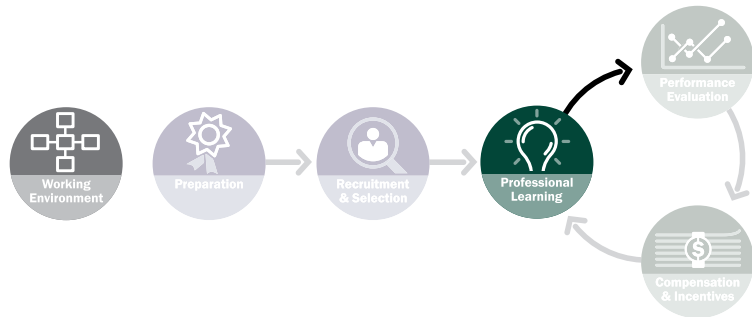 Working
Environment
Preparation
Recruitment
& Selection
Professional
Learning
Performance
Evaluation
$
Compensation
& Incentives